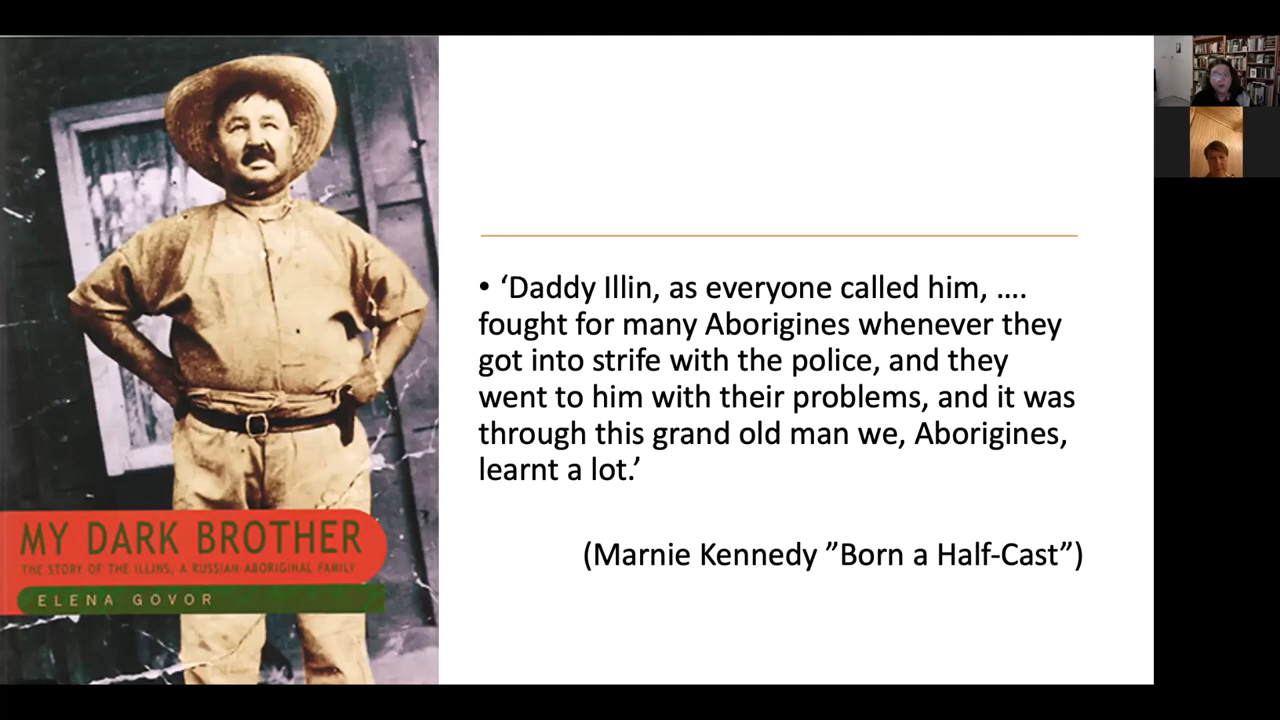 MY DARK BROTHER
THE STORY OF THE ILLINS, A RUSSIAN ABORIGINAL FAMILY
ELENA GOVOR
• ‘Daddy Illin, as everyone called him, ....
fought for many Aborigines whenever they
got into strife with the police, and they
went to him with their problems, and it was
through this grand old man we, Aborigines,
learnt a lot.’
(Marnie Kennedy ”Born a Half-Cast”)